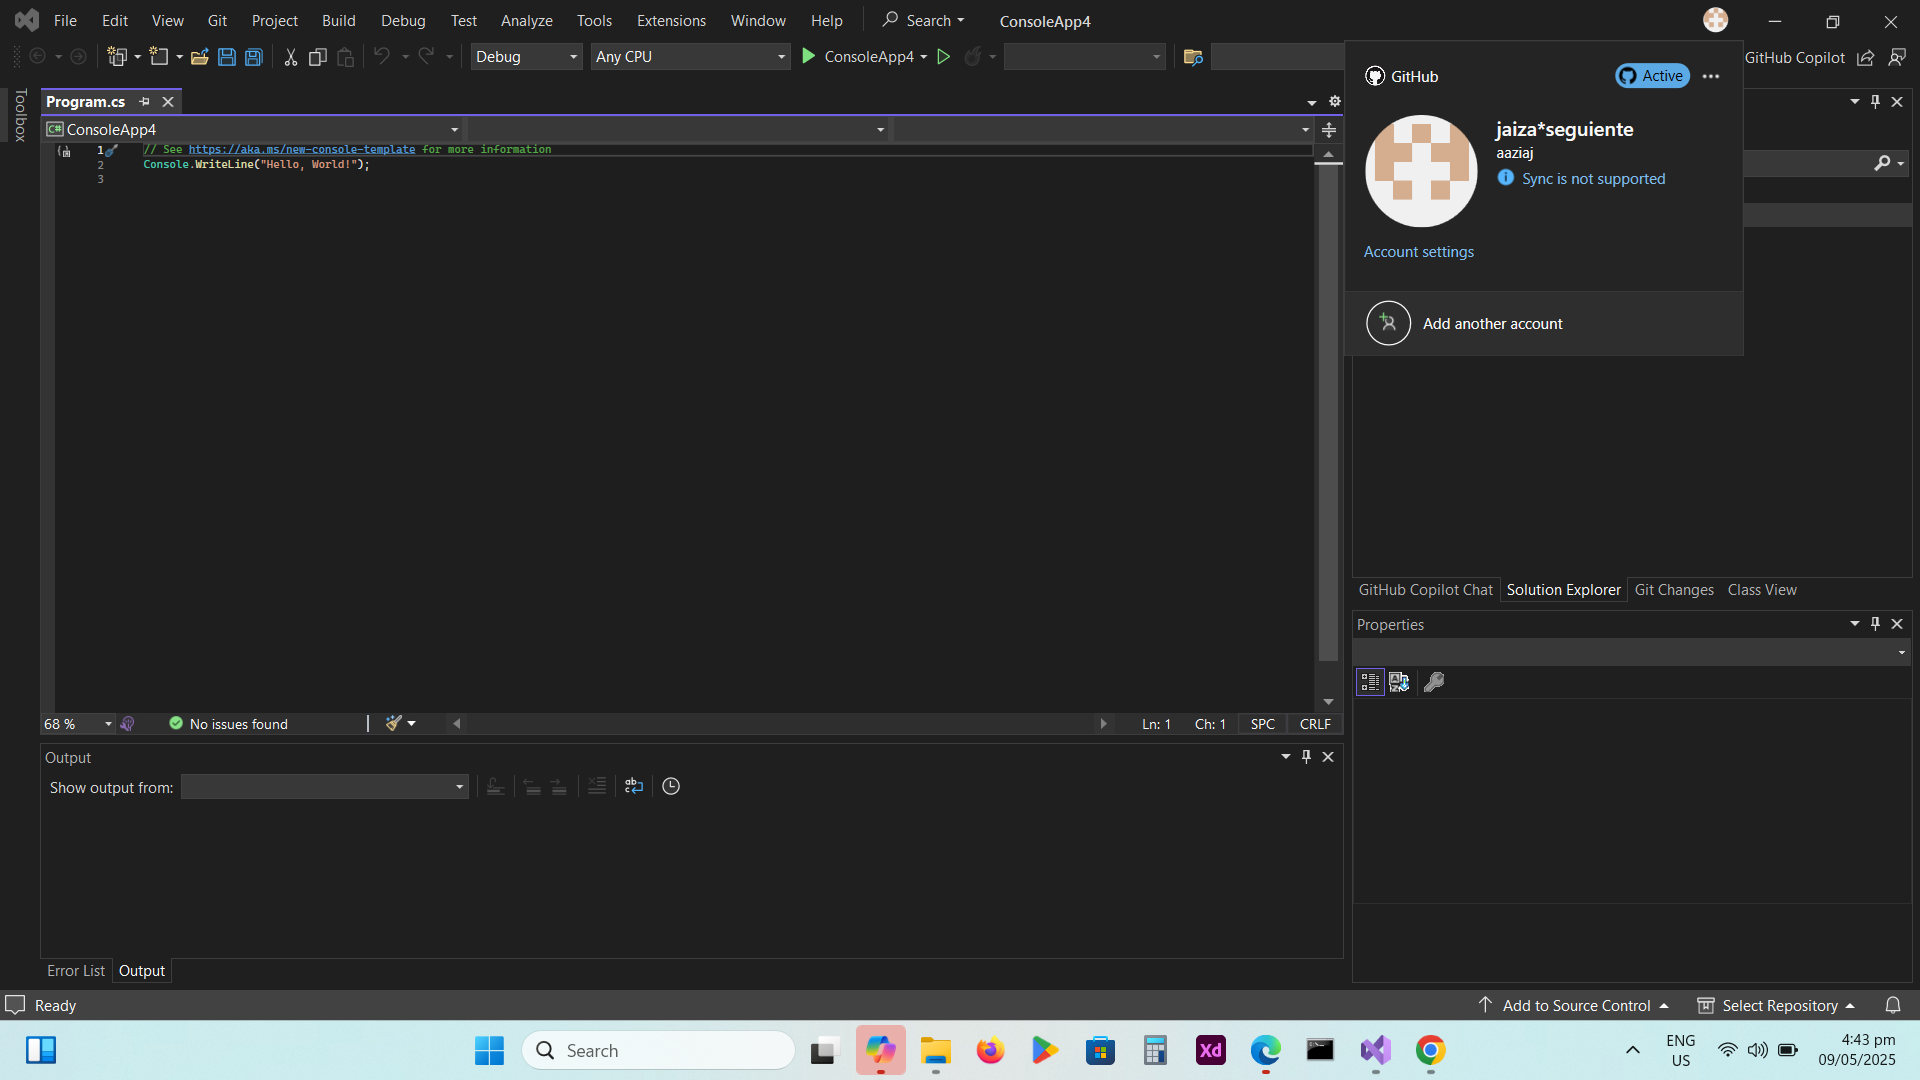 File Edit View Git Project Build Debug Test Analyze Tools Extensions Window Help Search ConsoleApp4
Debug Any CPU ConsoleApp4 GitHub Copilot
Toolbox
Program.cs
ConsoleApp4
1 // See https://aka.ms/new-console-template for more information
2 Console.WriteLine("Hello, World!");
3
GitHub Active
jaiza*seguiente
aaziaj
Sync is not supported
Account settings
Add another account
GitHub Copilot Chat Solution Explorer Git Changes Class View
Properties
68 % No issues found Ln: 1 Ch: 1 SPC CRLF
Output
Show output from:
Error List Output
Ready Add to Source Control Select Repository
Search
Xd
ENG
US
4:43 pm
09/05/2025